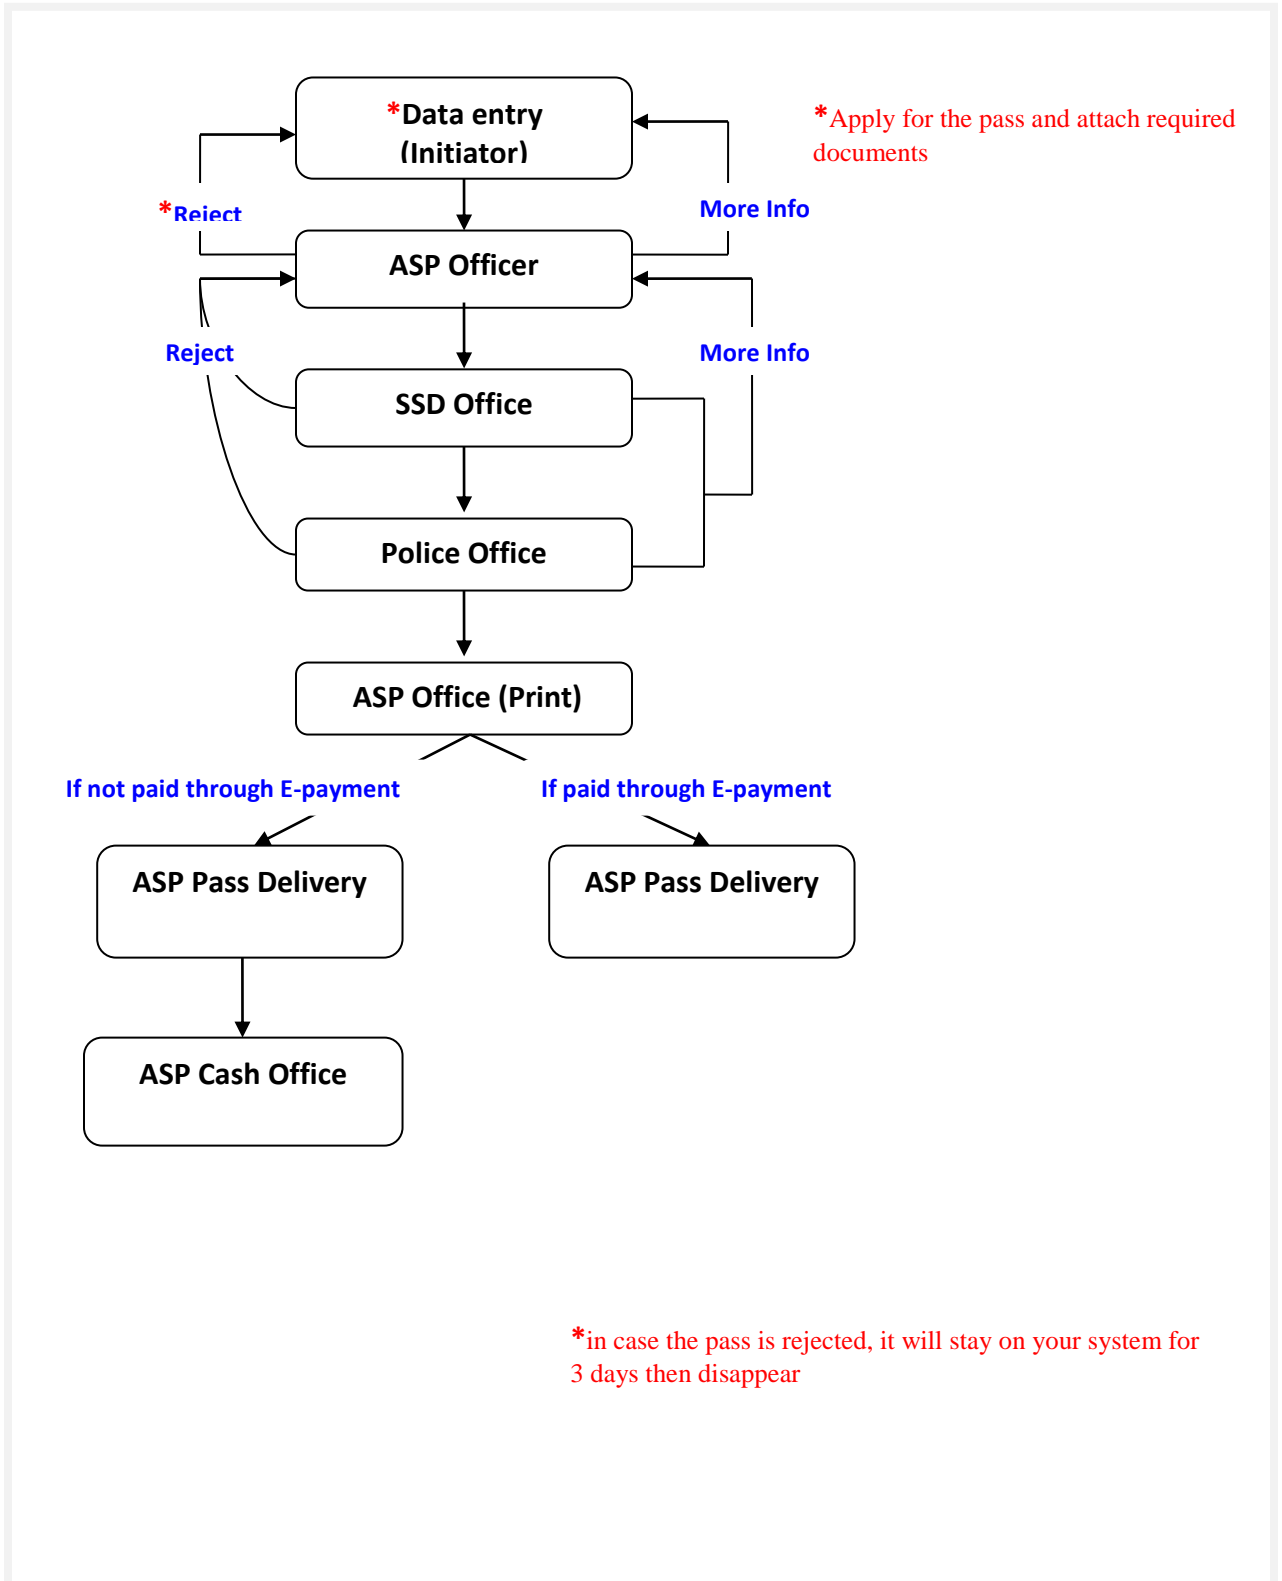 *Data entry
(Initiator)
*Apply for the pass and attach required
documents
*Reject
More Info
ASP Officer
Reject
More Info
SSD Office
Police Office
ASP Office (Print)
If not paid through E-payment
If paid through E-payment
ASP Pass Delivery
ASP Pass Delivery
ASP Cash Office
*in case the pass is rejected, it will stay on your system for
3 days then disappear